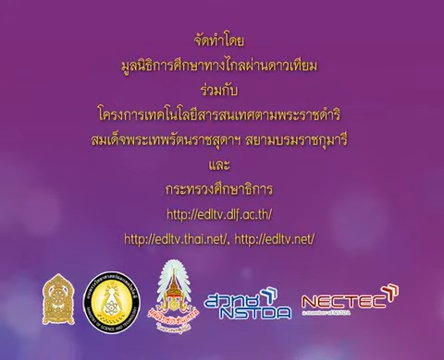 จัดทำโดย
มูลนิธิการศึกษาทางไกลผ่านดาวเทียม
ร่วมกับ
โครงการเทคโนโลยีสารสนเทศตามพระราชดำริ
สมเด็จพระเทพรัตนราชสุดาฯ สยามบรมราชกุมารี
และ
กระทรวงศึกษาธิการ
http://edltv.dlf.ac.th/
http://edltv.thai.net/, http://edltv.net/
สวทช NECTEC
NSTDA a member of NSTDA